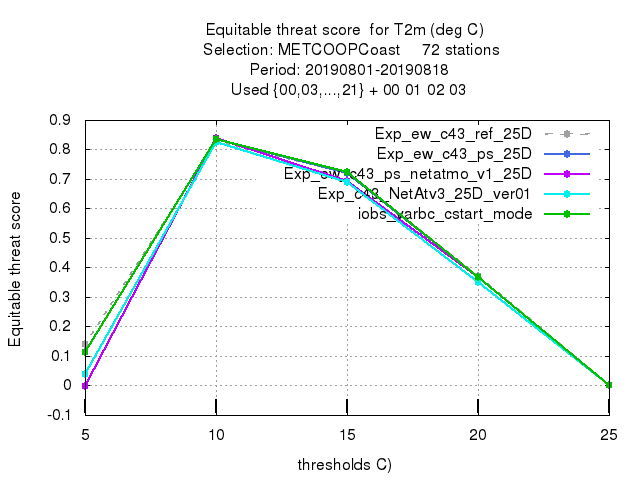 Equitable threat score for T2m (deg C)
Selection: METCOOPCoast 72 stations
Period: 20190801-20190818
Used {00,03,...,21} + 00 01 02 03
Exp_ew_c43_ref_25D
Exp_ew_c43_ps_25D
Exp_ew_c43_ps_netatmo_v1_25D
Exp_c43_NetAtv3_25D_ver01
iobs_varbc_cstart_mode
Equitable threat score
0.9
0.8
0.7
0.6
0.5
0.4
0.3
0.2
0.1
0
-0.1
5 10 15 20 25
thresholds C)